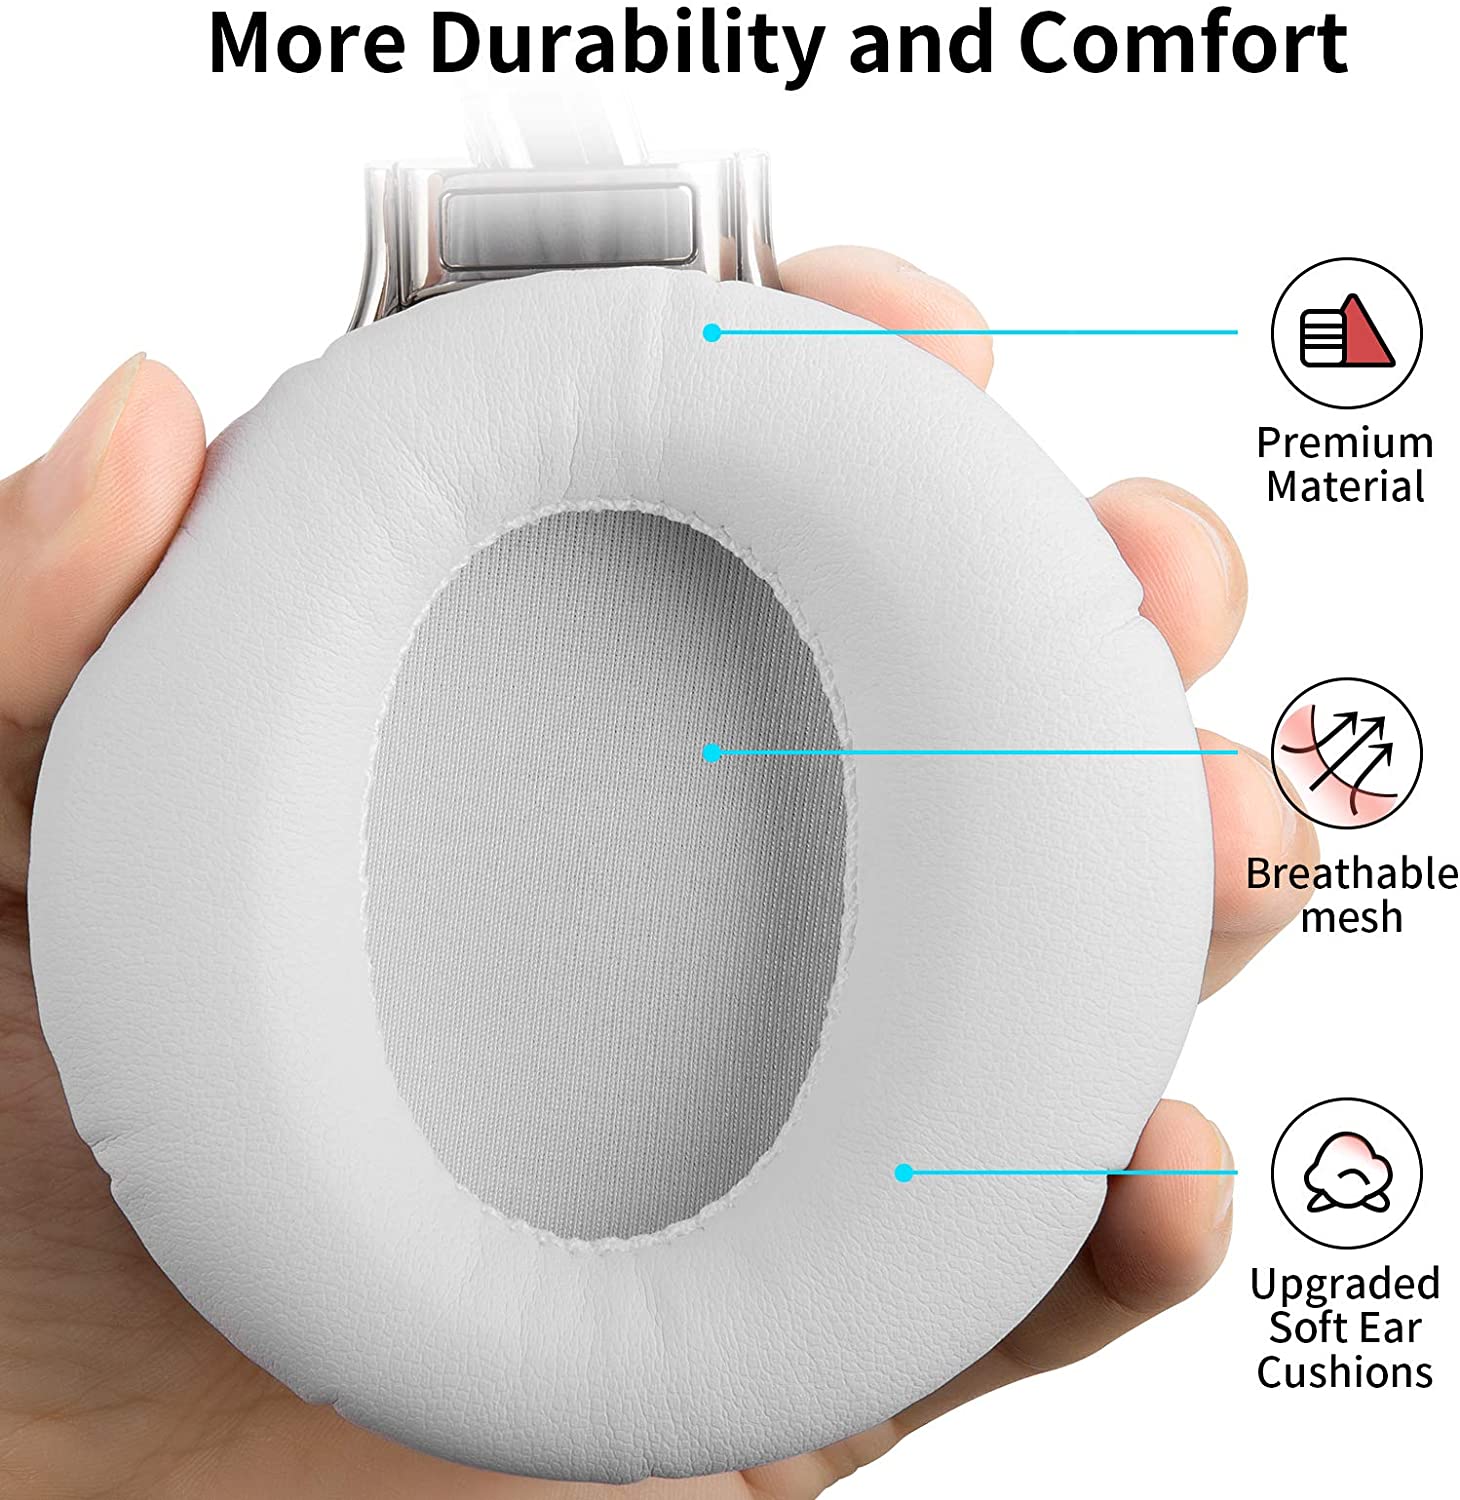 More Durability and Comfort
Premium
Material
Breathable
mesh
Upgraded
Soft Ear
Cushions